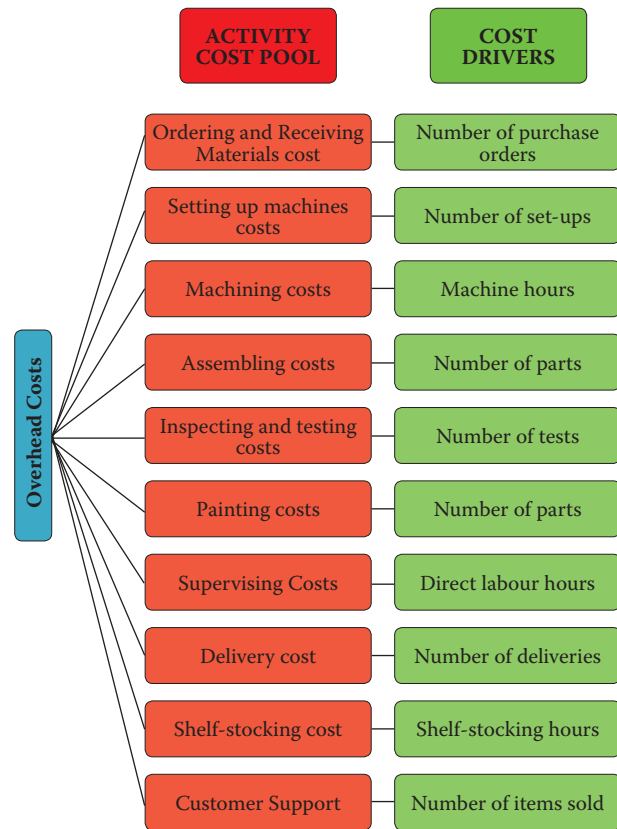 ACTIVITY
COST POOL
COST
DRIVERS
Overhead Costs
Ordering and Receiving
Materials cost
Number of purchase
orders
Setting up machines
costs
Number of set-ups
Machining costs
Machine hours
Assembling costs
Number of parts
Inspecting and testing
costs
Number of tests
Painting costs
Number of parts
Supervising Costs
Direct labour hours
Delivery cost
Number of deliveries
Shelf-stocking cost
Shelf-stocking hours
Customer Support
Number of items sold